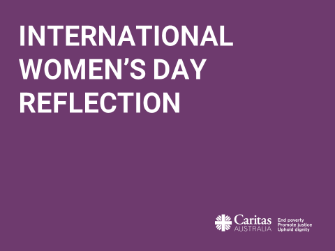 INTERNATIONAL
WOMEN'S DAY
REFLECTION
Caritas
AUSTRALIA
End poverty
Promote justice
Uphold dignity